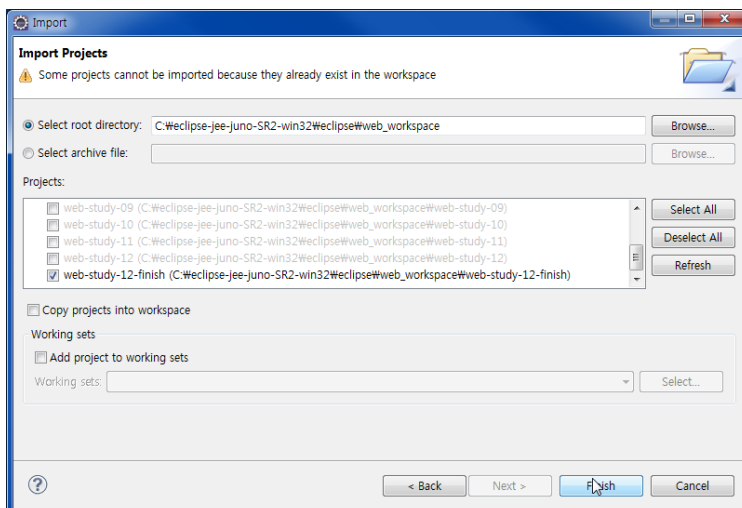 Import
Import Projects
Some projects cannot be imported because they already exist in the workspace
Select root directory: C:₩eclipse-jee-juno-SR2-win32₩eclipse₩web_workspace Browse...
Select archive file: Browse...
Projects:
web-study-09 (C:₩eclipse-jee-juno-SR2-win32₩eclipse₩web_workspace₩web-study-09)
web-study-10 (C:₩eclipse-jee-juno-SR2-win32₩eclipse₩web_workspace₩web-study-10)
web-study-11 (C:₩eclipse-jee-juno-SR2-win32₩eclipse₩web_workspace₩web-study-11)
web-study-12 (C:₩eclipse-jee-juno-SR2-win32₩eclipse₩web_workspace₩web-study-12)
web-study-12-finish (C:₩eclipse-jee-juno-SR2-win32₩eclipse₩web_workspace₩web-study-12-finish)
Select All
Deselect All
Refresh
Copy projects into workspace
Working sets
Add project to working sets
Working sets: Select...
? < Back Next > Finish Cancel